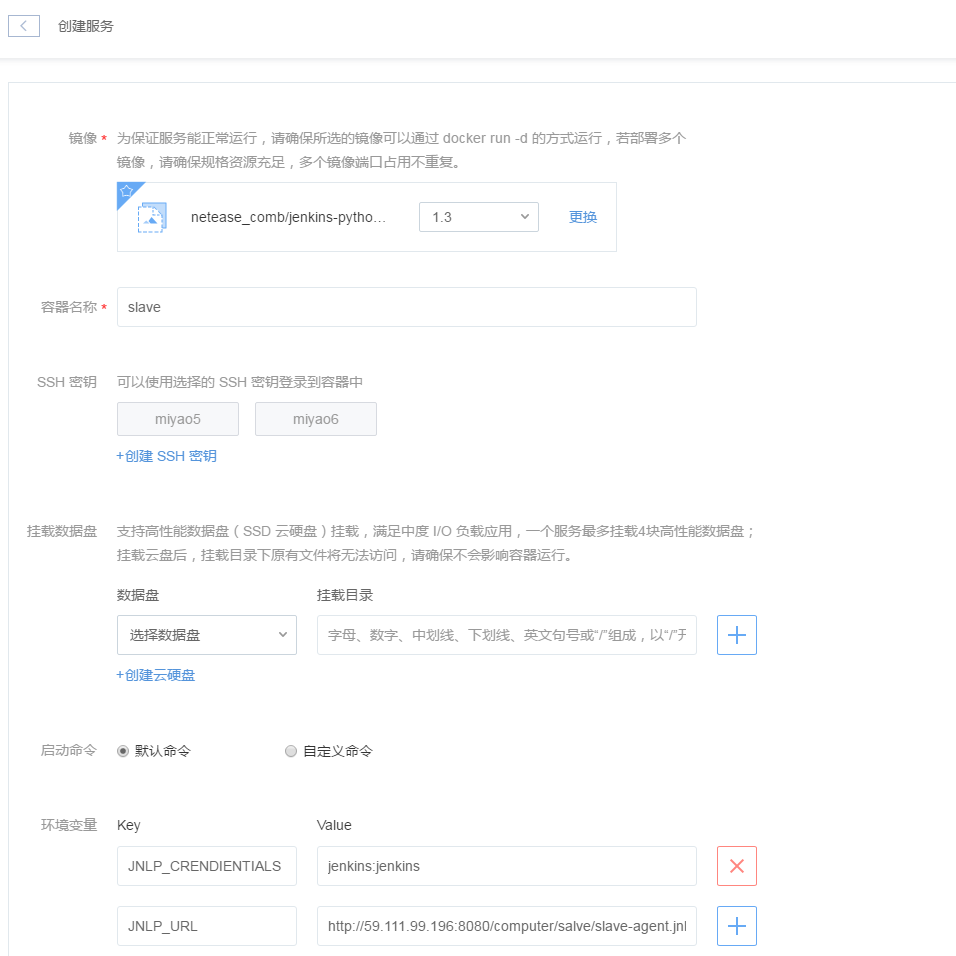 创建服务
镜像 * 为保证服务能正常运行，请确保所选的镜像可以通过 docker run -d 的方式运行，若部署多个
镜像，请确保规格资源充足，多个镜像端口占用不重复。
netease_comb/jenkins-pytho... 1.3 更换
容器名称 * slave
SSH 密钥 可以使用选择的 SSH 密钥登录到容器中
miyao5 miyao6
+创建 SSH 密钥
挂载数据盘 支持高性能数据盘（SSD 云硬盘）挂载，满足中度 I/O 负载应用，一个服务最多挂载4块高性能数据盘；
挂载云盘后，挂载目录下原有文件将无法访问，请确保不会影响容器运行。
数据盘 挂载目录
选择数据盘 字母、数字、中划线、下划线、英文句号或“/”组成，以“/”开
+创建云硬盘
启动命令 默认命令 自定义命令
环境变量 Key Value
JNLP_CRENDIENTIALS jenkins:jenkins
JNLP_URL http://59.111.99.196:8080/computer/salve/slave-agent.jnl